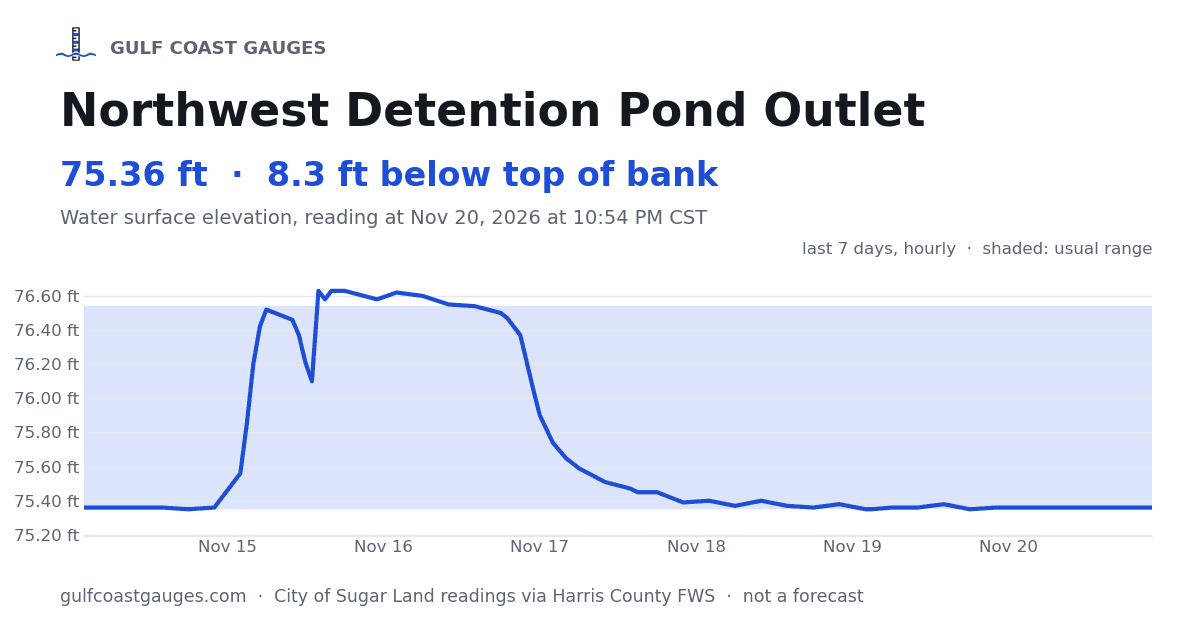 GULF COAST GAUGES
Northwest Detention Pond Outlet
75.36 ft · 8.3 ft below top of bank
Water surface elevation, reading at Nov 20, 2026 at 10:54 PM CST
last 7 days, hourly · shaded: usual range
76.60 ft
76.40 ft
76.20 ft
76.00 ft
75.80 ft
75.60 ft
75.40 ft
75.20 ft
Nov 15 Nov 16 Nov 17 Nov 18 Nov 19 Nov 20
gulfcoastgauges.com · City of Sugar Land readings via Harris County FWS · not a forecast